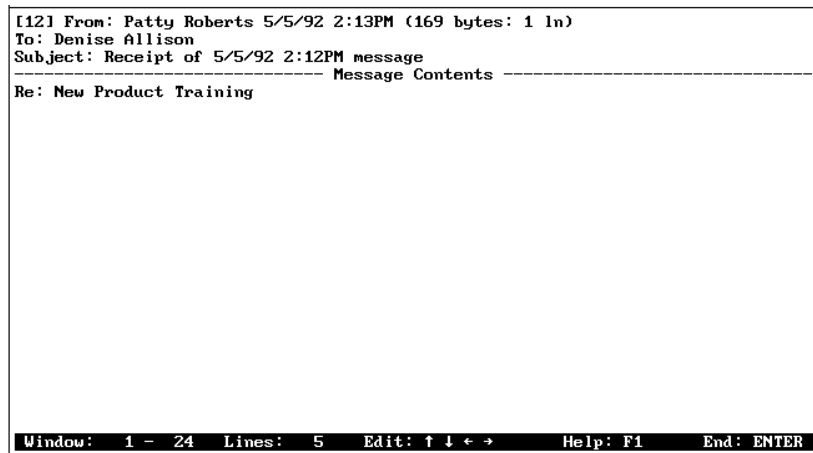 [12] From: Patty Roberts 5/5/92 2:13PM (169 bytes: 1 ln)
To: Denise Allison
Subject: Receipt of 5/5/92 2:12PM message
------------------------------- Message Contents -------------------------------
Re: New Product Training
Window: 1 - 24 Lines: 5 Edit: ↑ ↓ ← → Help: F1 End: ENTER